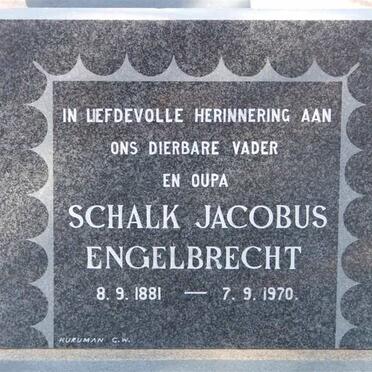 IN LIEFDEVOLLE HERINNERING AAN
ONS DIERBARE VADER
EN OUPA
SCHALK JACOBUS
ENGELBRECHT
8. 9. 1881 — 7. 9. 1970.
KURUMAN C.W.